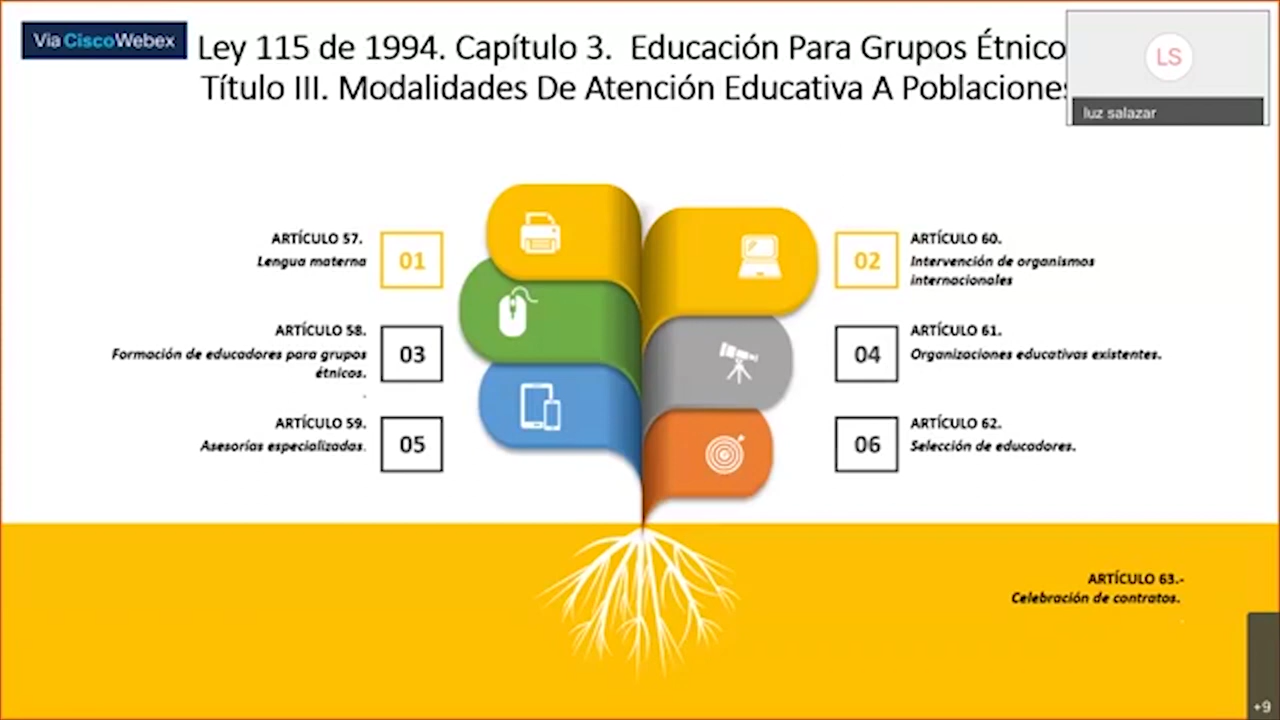 Via CiscoWebex
Ley 115 de 1994. Capítulo 3. Educación Para Grupos Étnico
Título III. Modalidades De Atención Educativa A Poblaciones
LS
luz salazar
ARTÍCULO 57.
Lengua materna
01
ARTÍCULO 58.
Formación de educadores para grupos
étnicos.
03
ARTÍCULO 59.
Asesorías especializadas.
05
02
ARTÍCULO 60.
Intervención de organismos
internacionales
04
ARTÍCULO 61.
Organizaciones educativas existentes.
06
ARTÍCULO 62.
Selección de educadores.
ARTÍCULO 63.-
Celebración de contratos.
+9